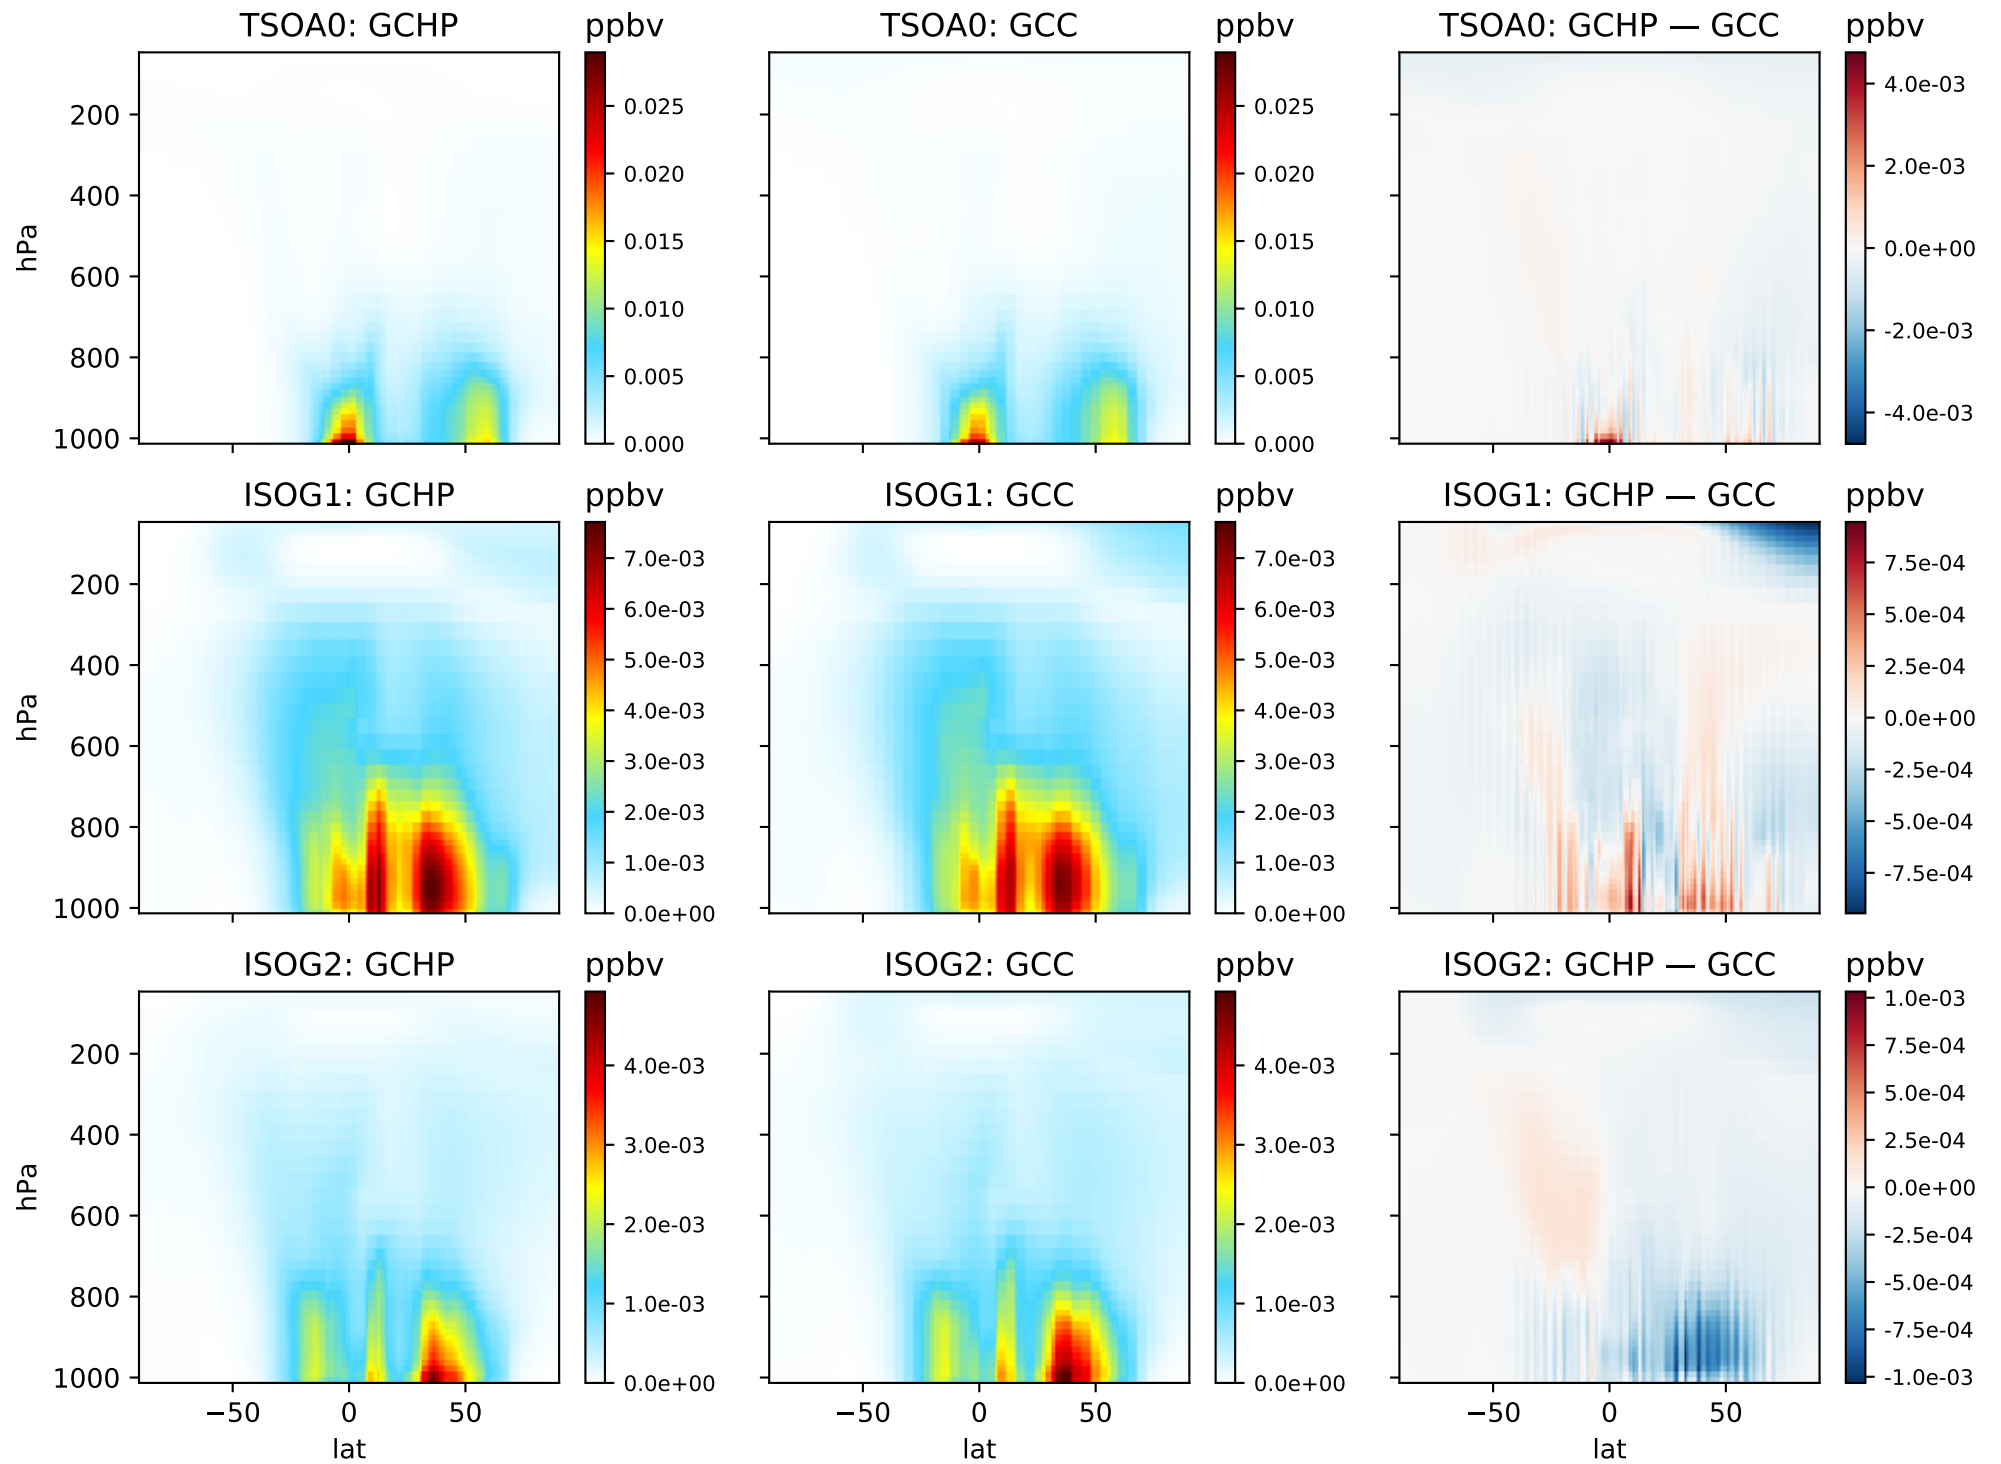 TSOA0: GCHP ppbv TSOA0: GCC ppbv TSOA0: GCHP — GCC ppbv
hPa
200
400
600
800
1000
0.025
0.020
0.015
0.010
0.005
0.000
0.025
0.020
0.015
0.010
0.005
0.000
4.0e-03
2.0e-03
0.0e+00
-2.0e-03
-4.0e-03
ISOG1: GCHP ppbv ISOG1: GCC ppbv ISOG1: GCHP — GCC ppbv
hPa
200
400
600
800
1000
7.0e-03
6.0e-03
5.0e-03
4.0e-03
3.0e-03
2.0e-03
1.0e-03
0.0e+00
7.0e-03
6.0e-03
5.0e-03
4.0e-03
3.0e-03
2.0e-03
1.0e-03
0.0e+00
7.5e-04
5.0e-04
2.5e-04
0.0e+00
-2.5e-04
-5.0e-04
-7.5e-04
ISOG2: GCHP ppbv ISOG2: GCC ppbv ISOG2: GCHP — GCC ppbv
hPa
200
400
600
800
1000
4.0e-03
3.0e-03
2.0e-03
1.0e-03
0.0e+00
4.0e-03
3.0e-03
2.0e-03
1.0e-03
0.0e+00
1.0e-03
7.5e-04
5.0e-04
2.5e-04
0.0e+00
-2.5e-04
-5.0e-04
-7.5e-04
-1.0e-03
−50 0 50 −50 0 50 −50 0 50
lat lat lat